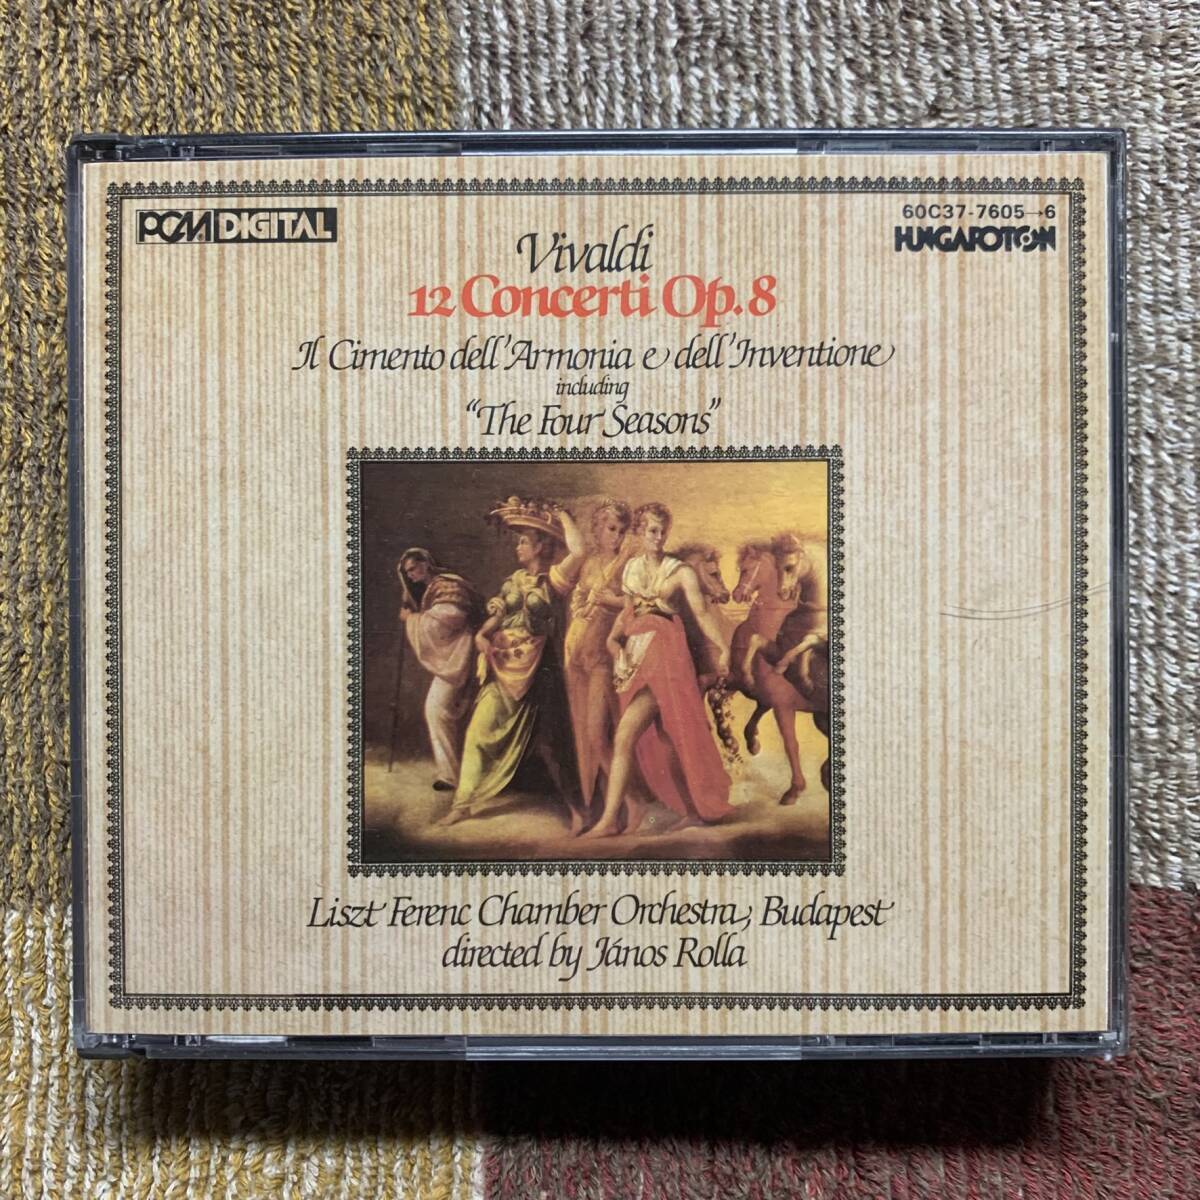 PCM DIGITAL
60C37-7605→6
HUNGAROTON
Vivaldi
12 Concerti Op. 8
Il Cimento dell'Armonia e dell'Inventione
including
“The Four Seasons”
Liszt Ferenc Chamber Orchestra, Budapest
directed by János Rolla